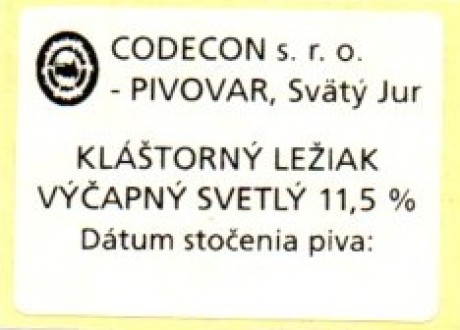 CODECON s. r. o.
- PIVOVAR, Svätý Jur
KLÁŠTORNÝ LEŽIAK
VÝČAPNÝ SVETLÝ 11,5 %
Dátum stočenia piva: